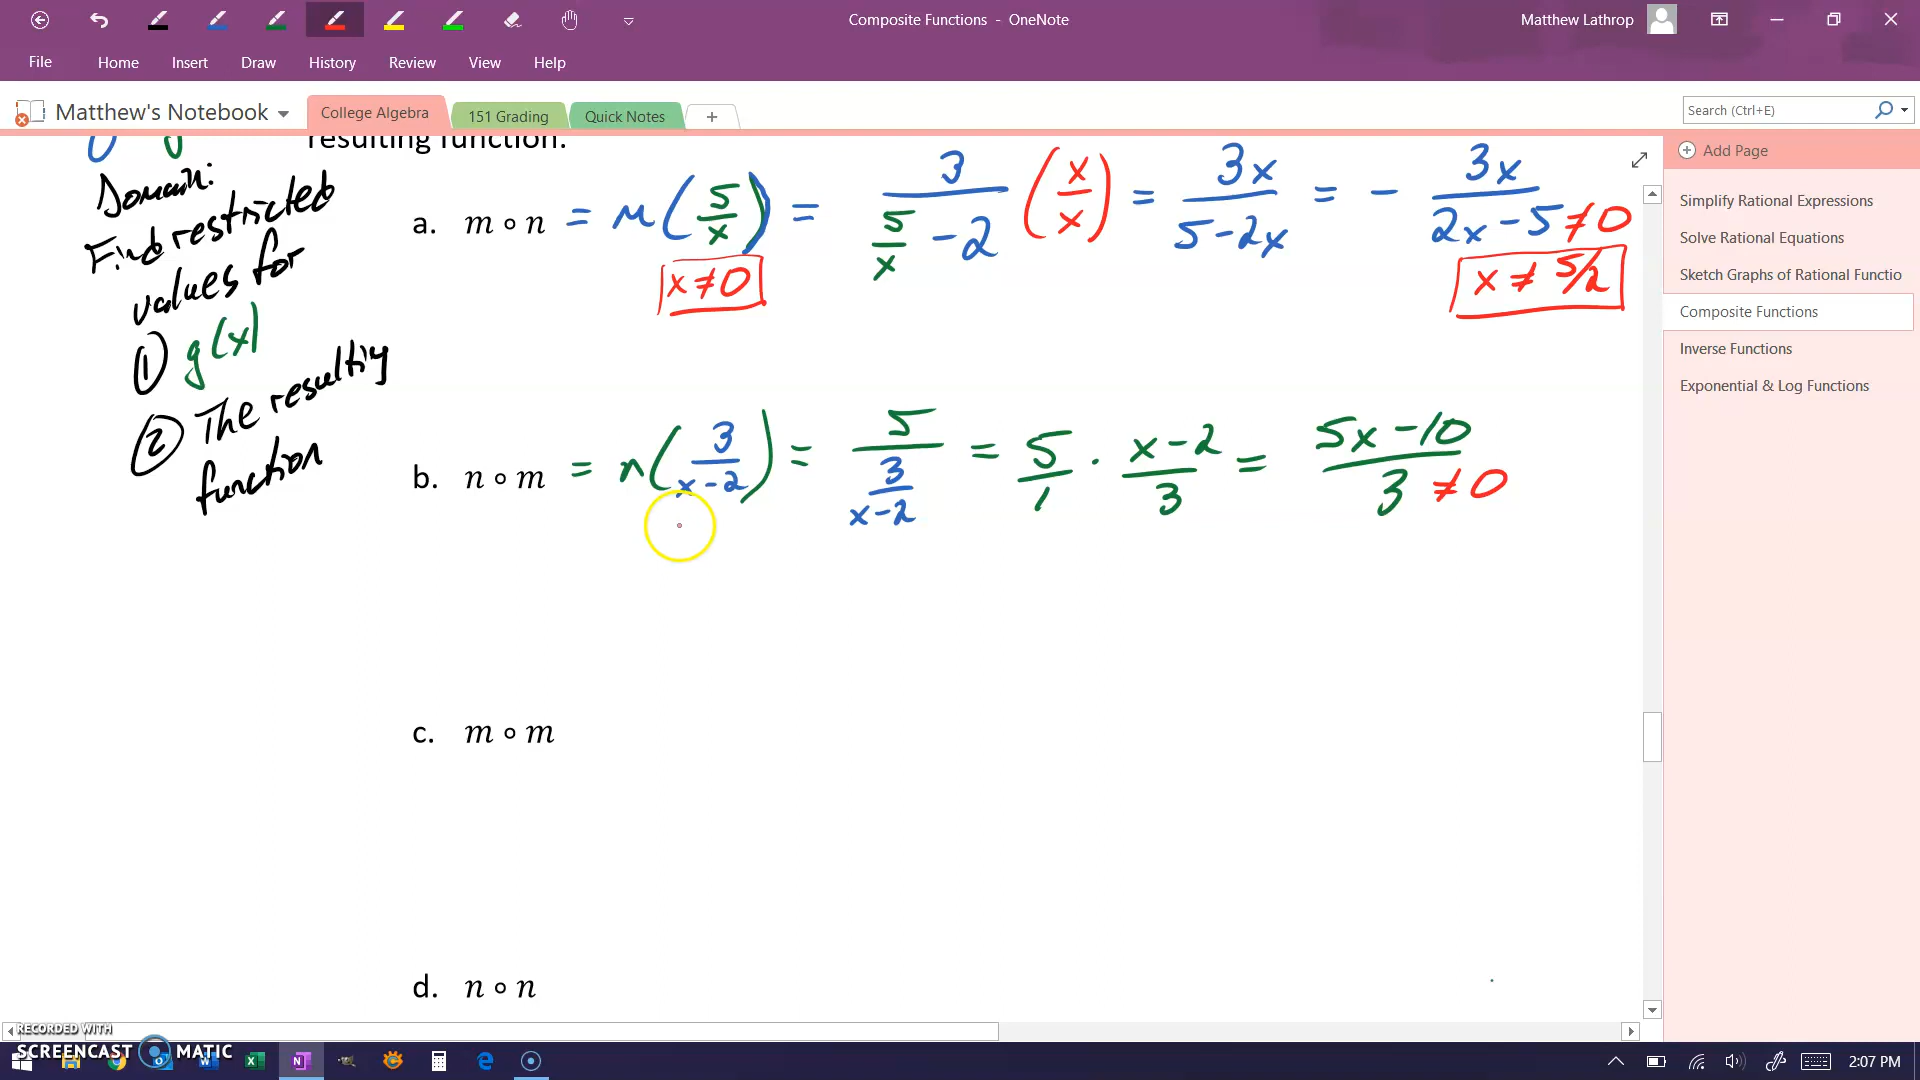 Composite Functions - OneNote
Matthew Lathrop
File Home Insert Draw History Review View Help
Matthew's Notebook College Algebra 151 Grading Quick Notes +
Search (Ctrl+E)
resulting function.
Domain:
Find restricted
values for
① g(x)
② The resulting
function
a. m ∘ n = m(5/x) = 3/(5/x - 2) (x/x) = 3x/(5-2x) = - 3x/(2x-5) ≠0
x≠0
x ≠ 5/2
b. n ∘ m = n(3/(x-2)) = 5/(3/(x-2)) = 5/1 · (x-2)/3 = (5x-10)/3 ≠0
c. m ∘ m
d. n ∘ n
Add Page
Simplify Rational Expressions
Solve Rational Equations
Sketch Graphs of Rational Functio
Composite Functions
Inverse Functions
Exponential & Log Functions
RECORDED WITH
SCREENCAST MATIC
2:07 PM